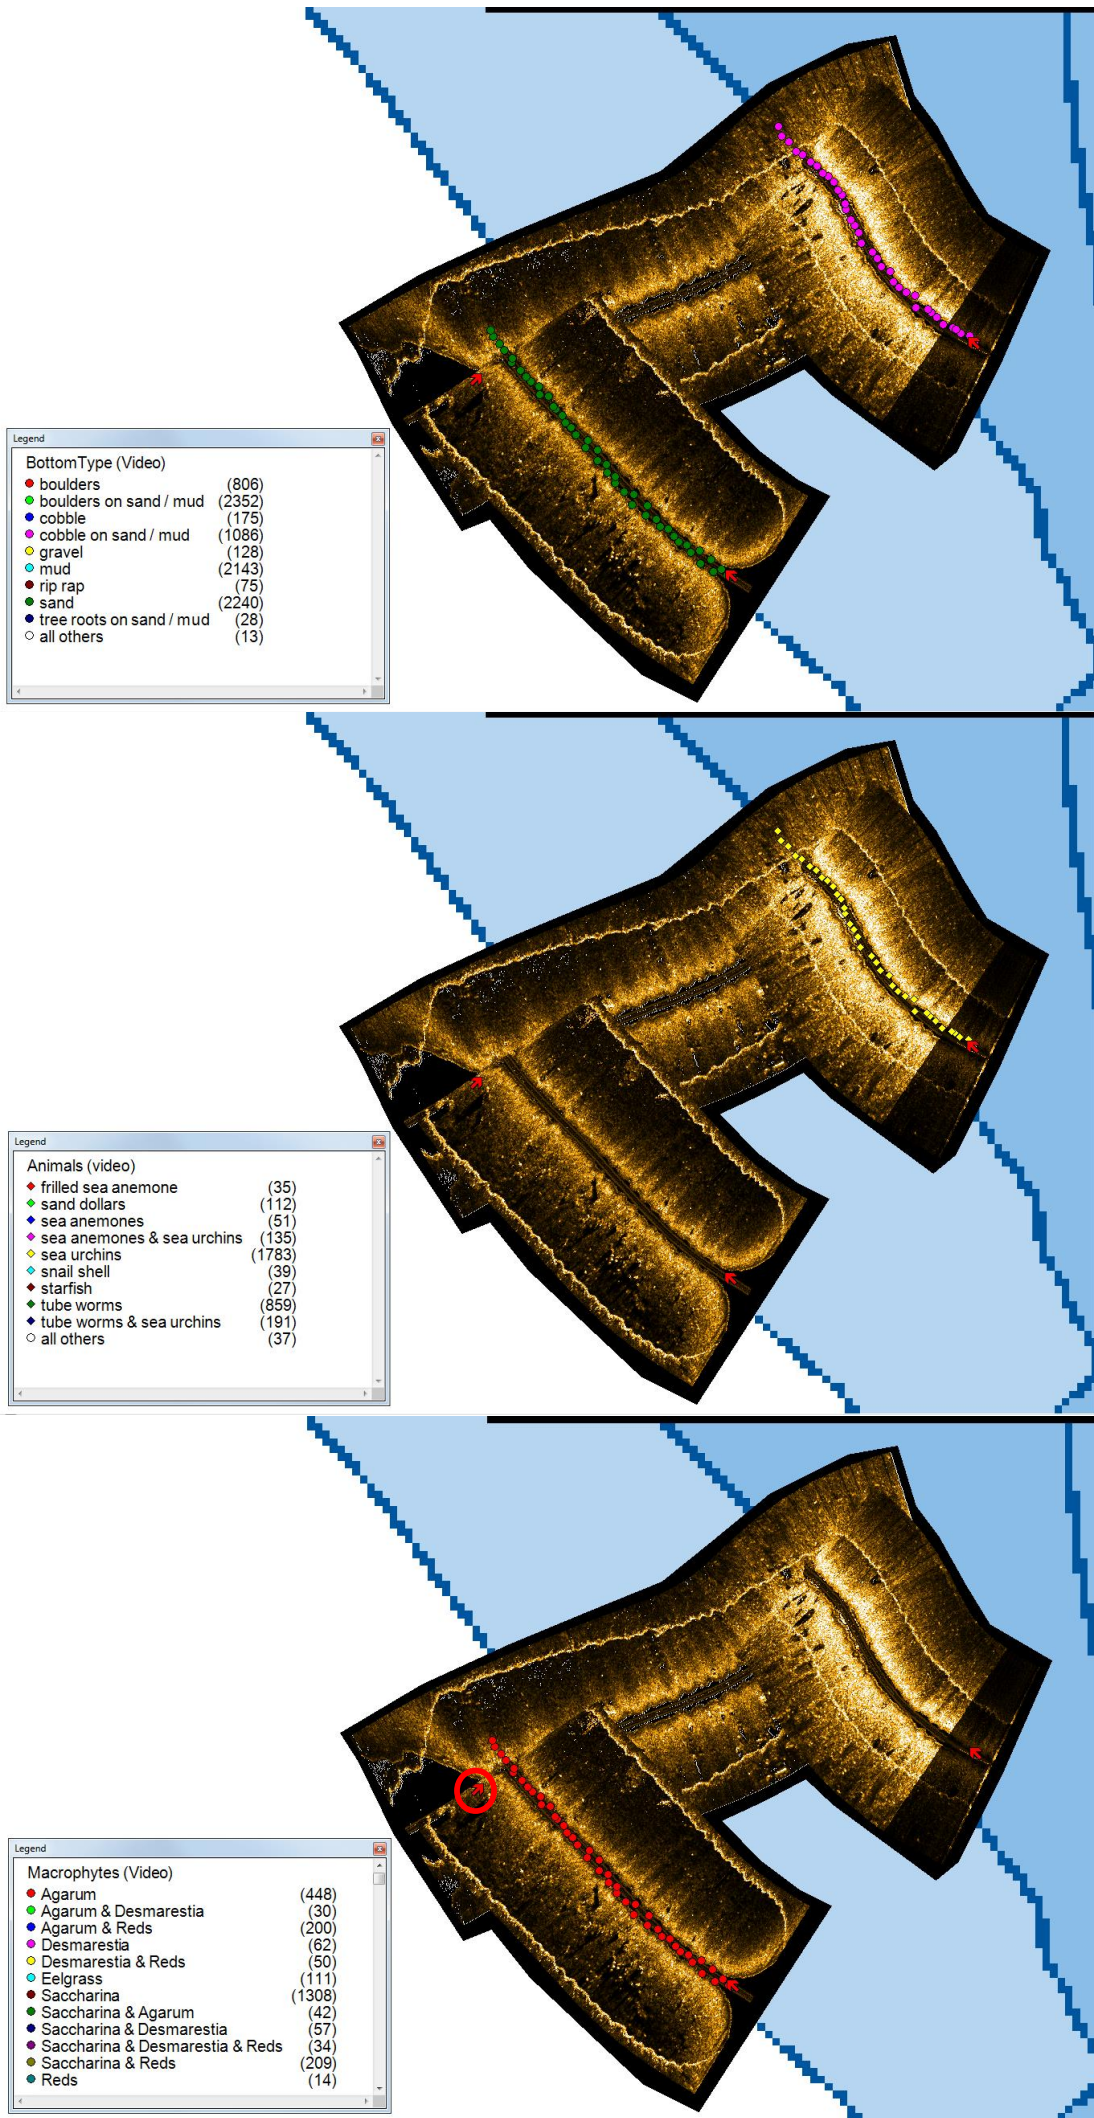 Legend
BottomType (Video)
boulders (806)
boulders on sand / mud (2352)
cobble (175)
cobble on sand / mud (1086)
gravel (128)
mud (2143)
rip rap (75)
sand (2240)
tree roots on sand / mud (28)
all others (13)
Legend
Animals (video)
frilled sea anemone (35)
sand dollars (112)
sea anemones (51)
sea anemones & sea urchins (135)
sea urchins (1783)
snail shell (39)
starfish (27)
tube worms (859)
tube worms & sea urchins (191)
all others (37)
Legend
Macrophytes (Video)
Agarum (448)
Agarum & Desmarestia (30)
Agarum & Reds (200)
Desmarestia (62)
Desmarestia & Reds (50)
Eelgrass (111)
Saccharina (1308)
Saccharina & Agarum (42)
Saccharina & Desmarestia (57)
Saccharina & Desmarestia & Reds (34)
Saccharina & Reds (209)
Reds (14)